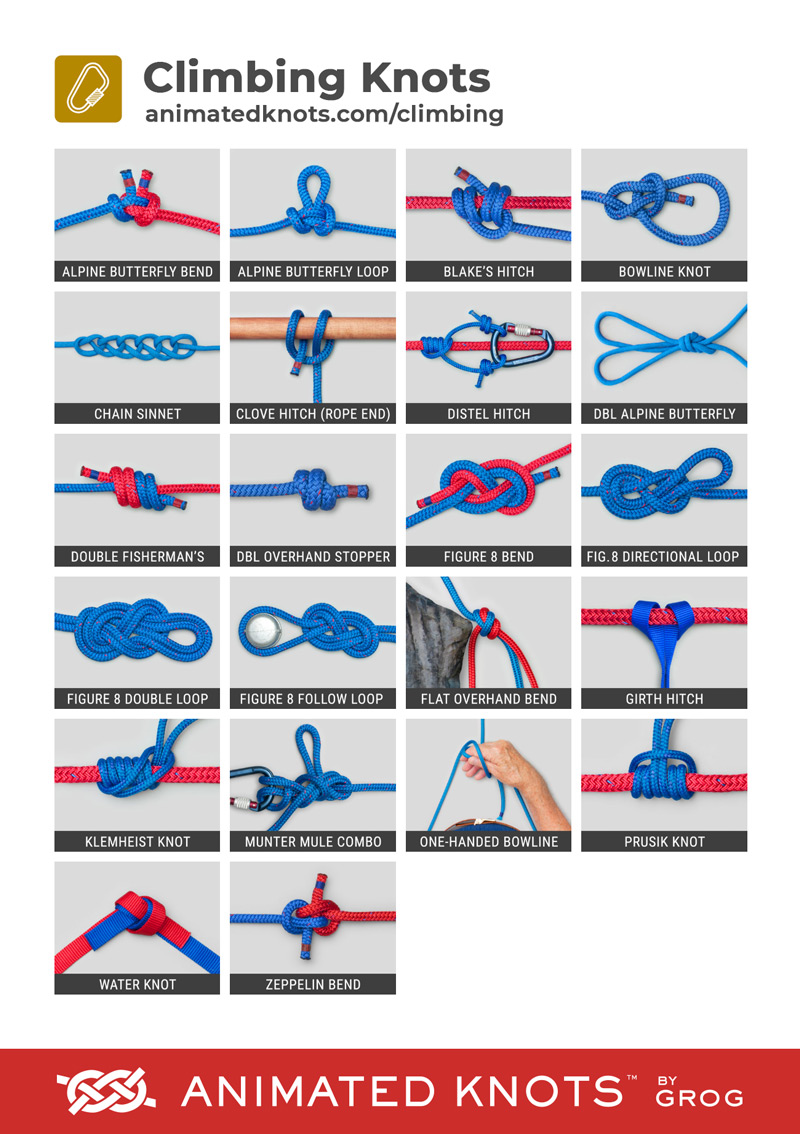 Climbing Knots
animatedknots.com/climbing
ALPINE BUTTERFLY BEND
ALPINE BUTTERFLY LOOP
BLAKE'S HITCH
BOWLINE KNOT
CHAIN SINNET
CLOVE HITCH (ROPE END)
DISTEL HITCH
DBL ALPINE BUTTERFLY
DOUBLE FISHERMAN'S
DBL OVERHAND STOPPER
FIGURE 8 BEND
FIG.8 DIRECTIONAL LOOP
FIGURE 8 DOUBLE LOOP
FIGURE 8 FOLLOW LOOP
FLAT OVERHAND BEND
GIRTH HITCH
KLEMHEIST KNOT
MUNTER MULE COMBO
ONE-HANDED BOWLINE
PRUSIK KNOT
WATER KNOT
ZEPPELIN BEND
ANIMATED KNOTS™ BY GROG